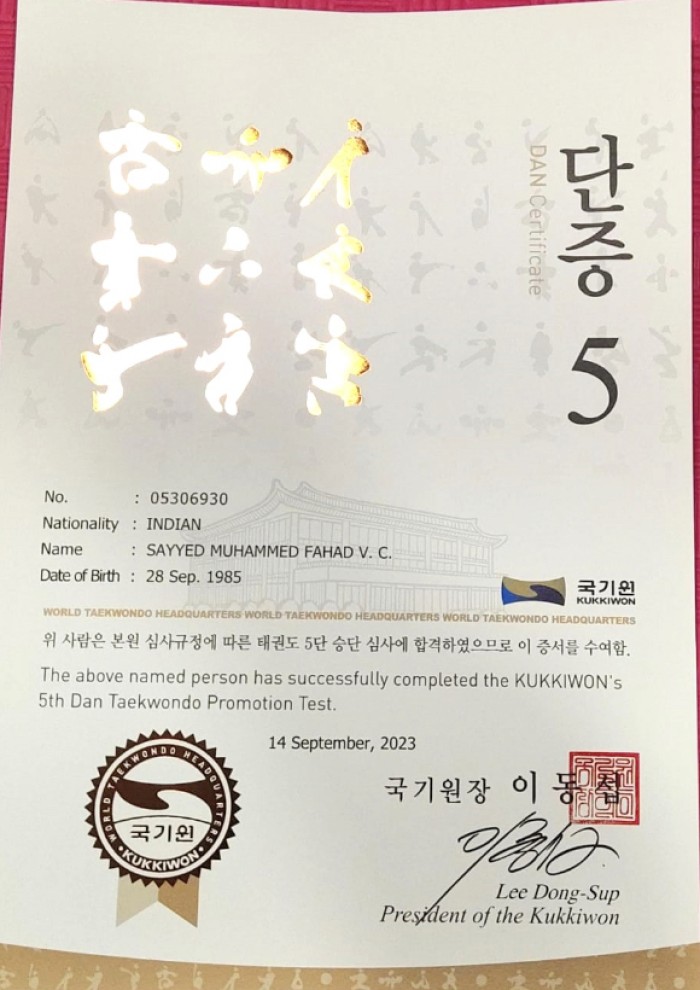 단증
DAN Certificate
5
No. : 05306930
Nationality : INDIAN
Name : SAYYED MUHAMMED FAHAD V. C.
Date of Birth : 28 Sep. 1985
국기원
KUKKIWON
WORLD TAEKWONDO HEADQUARTERS WORLD TAEKWONDO HEADQUARTERS WORLD TAEKWONDO HEADQUARTERS
위 사람은 본원 심사규정에 따른 태권도 5단 승단 심사에 합격하였으므로 이 증서를 수여함.
The above named person has successfully completed the KUKKIWON's
5th Dan Taekwondo Promotion Test.
14 September, 2023
WORLD TAEKWONDO HEADQUARTERS
국기원
KUKKIWON
국기원장 이동섭
Lee Dong-Sup
President of the Kukkiwon